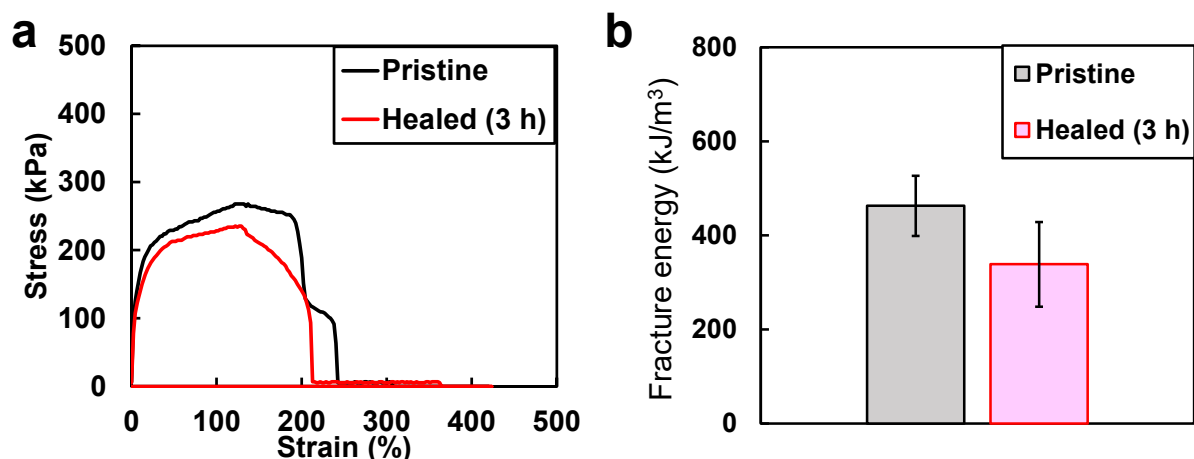 a
500
400
300
200
100
0
Stress (kPa)
Pristine
Healed (3 h)
0 100 200 300 400 500
Strain (%)
b
800
600
400
200
0
Fracture energy (kJ/m³)
Pristine
Healed (3 h)